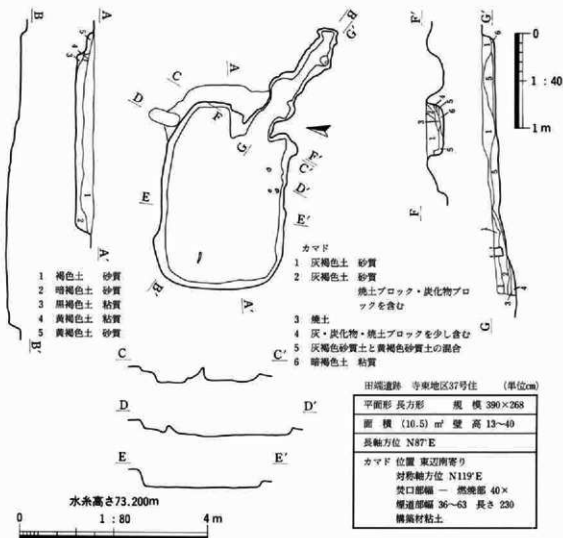 B
A
A
B
G'
C
D
F
G
F'
C'
D'
E
E'
B'
A'
F'
G'
0
1 : 40
1 m
F
G
A'
B'
1 褐色土 砂質
2 暗褐色土 砂質
3 黒褐色土 粘質
4 黄褐色土 粘質
5 黄褐色土 砂質
カマド
1 灰褐色土 砂質
2 灰褐色土 砂質
焼土ブロック・炭化物ブロ
ックを含む
3 焼土
4 灰・炭化物・焼土ブロックを少し含む
5 灰褐色砂質土と黄褐色砂質土の混合
6 暗褐色土 粘質
C C'
D D'
E E'
水糸高さ73.200m
0 1 : 80 4 m
田端遺跡 寺東地区37号住 (単位cm)
平面形 長方形 規 模 390×268
面 積 (10.5) ㎡ 壁 高 13~40
長軸方位 N87°E
カマド 位置 東辺南寄り
対称軸方位 N119°E
焚口部幅 ― 燃焼部 40×
煙道部幅 36~63 長さ 230
構築材粘土